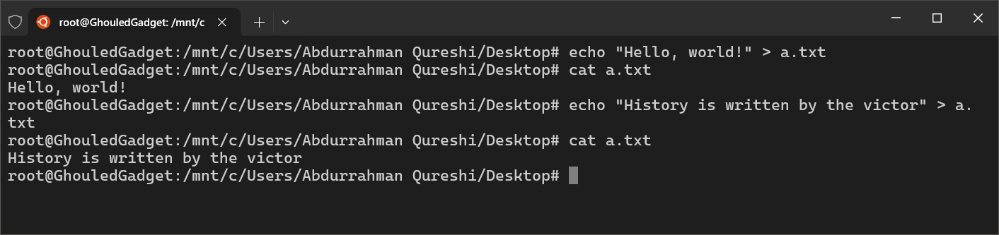 root@GhouledGadget: /mnt/c
root@GhouledGadget:/mnt/c/Users/Abdurrahman Qureshi/Desktop# echo "Hello, world!" > a.txt
root@GhouledGadget:/mnt/c/Users/Abdurrahman Qureshi/Desktop# cat a.txt
Hello, world!
root@GhouledGadget:/mnt/c/Users/Abdurrahman Qureshi/Desktop# echo "History is written by the victor" > a.
txt
root@GhouledGadget:/mnt/c/Users/Abdurrahman Qureshi/Desktop# cat a.txt
History is written by the victor
root@GhouledGadget:/mnt/c/Users/Abdurrahman Qureshi/Desktop#